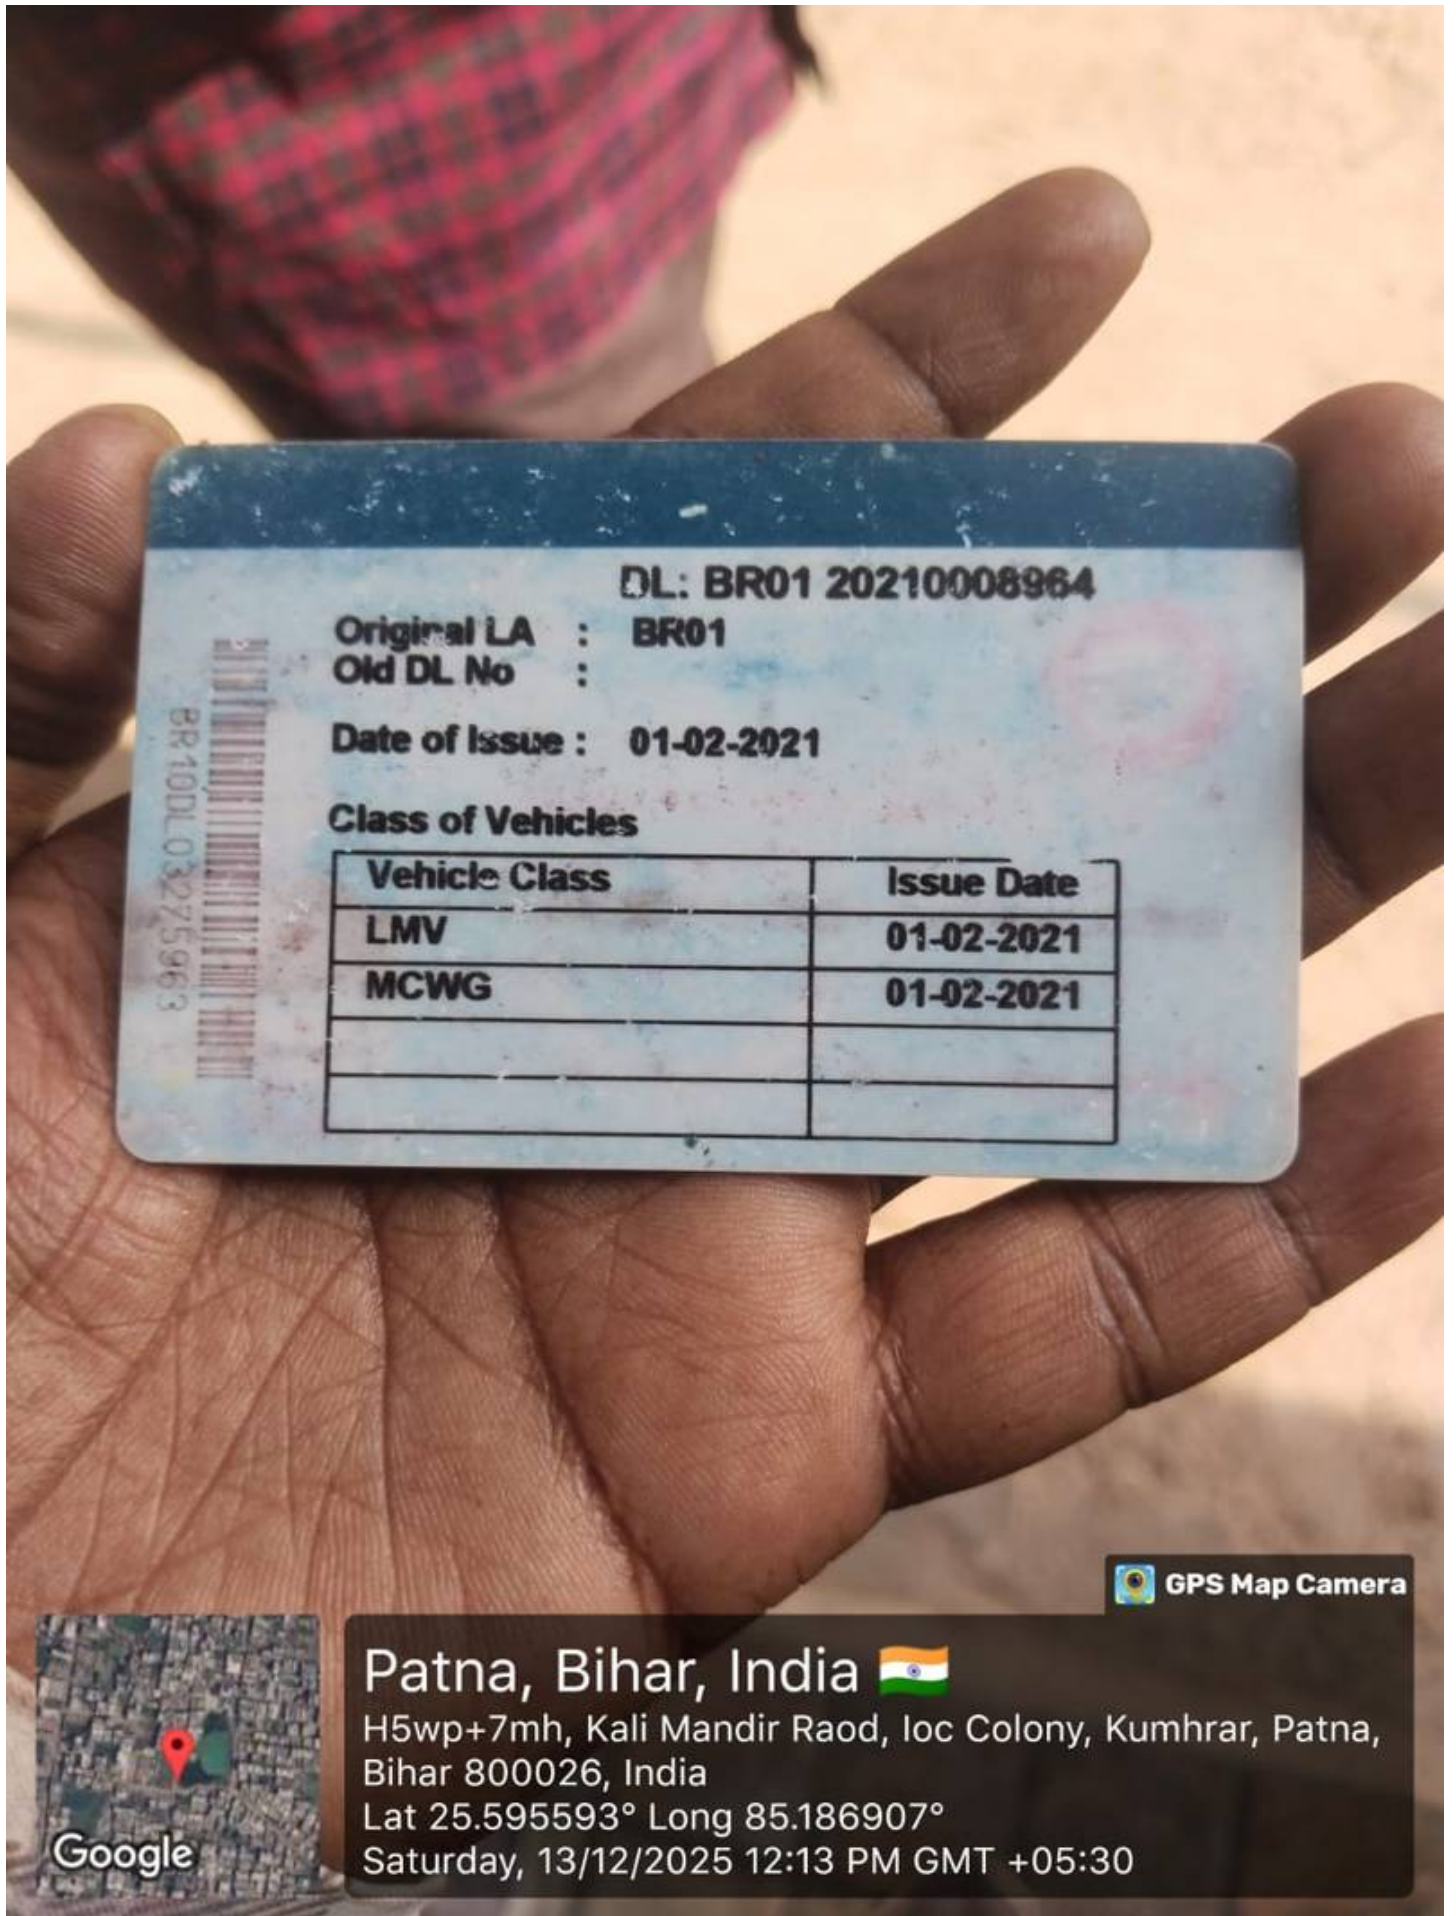 DL: BR01 20210008964
Original LA : BR01
Old DL No :
Date of Issue : 01-02-2021
Class of Vehicles
Vehicle Class Issue Date
LMV 01-02-2021
MCWG 01-02-2021
BR10DL03275963
GPS Map Camera
Patna, Bihar, India
H5wp+7mh, Kali Mandir Raod, Ioc Colony, Kumhrar, Patna,
Bihar 800026, India
Lat 25.595593° Long 85.186907°
Saturday, 13/12/2025 12:13 PM GMT +05:30
Google